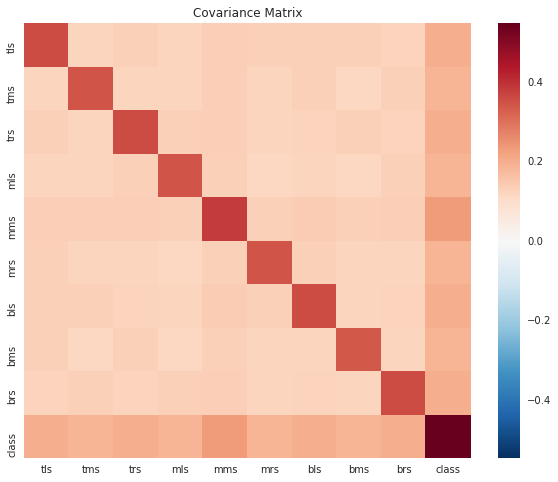 Covariance Matrix
tls
tms
trs
mls
mms
mrs
bls
bms
brs
class
tls tms trs mls mms mrs bls bms brs class
0.4
0.2
0.0
−0.2
−0.4